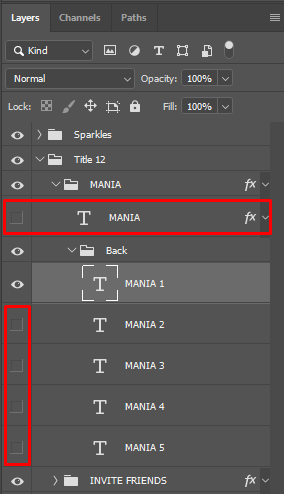 Layers Channels Paths
Kind
Normal Opacity: 100%
Lock: Fill: 100%
Sparkles
Title 12
MANIA fx
T MANIA fx
Back
T MANIA 1
T MANIA 2
T MANIA 3
T MANIA 4
T MANIA 5
INVITE FRIENDS fx